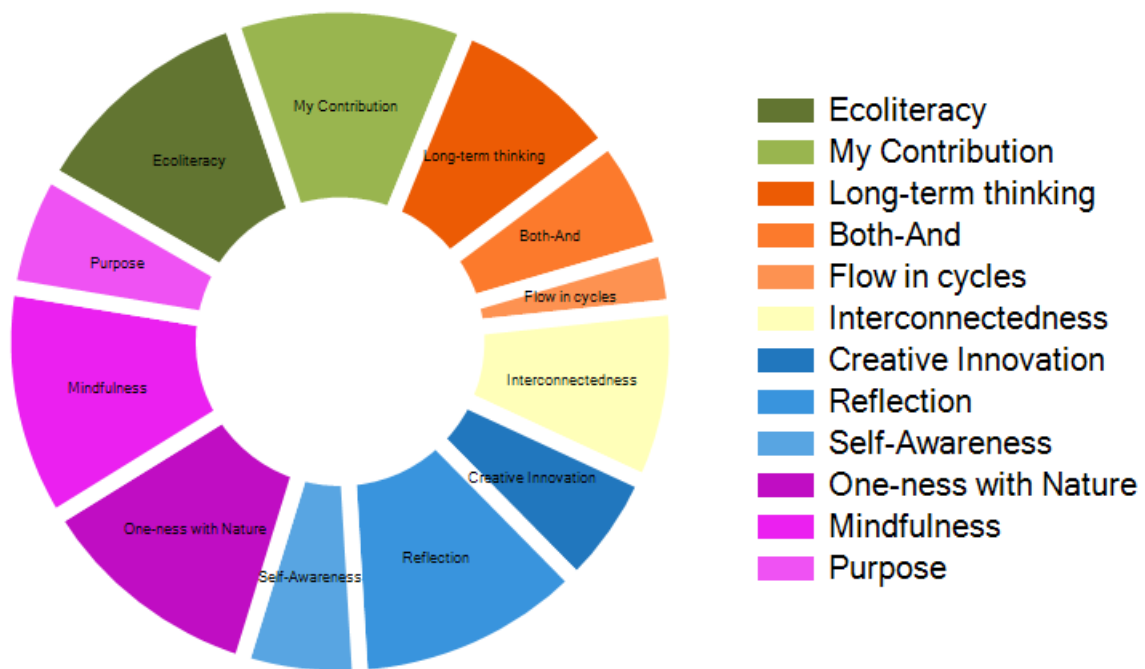 My Contribution
Ecoliteracy
Long-term thinking
Both-And
Purpose
Flow in cycles
Interconnectedness
Mindfulness
Creative Innovation
One-ness with Nature
Reflection
Self-Awareness
Ecoliteracy
My Contribution
Long-term thinking
Both-And
Flow in cycles
Interconnectedness
Creative Innovation
Reflection
Self-Awareness
One-ness with Nature
Mindfulness
Purpose